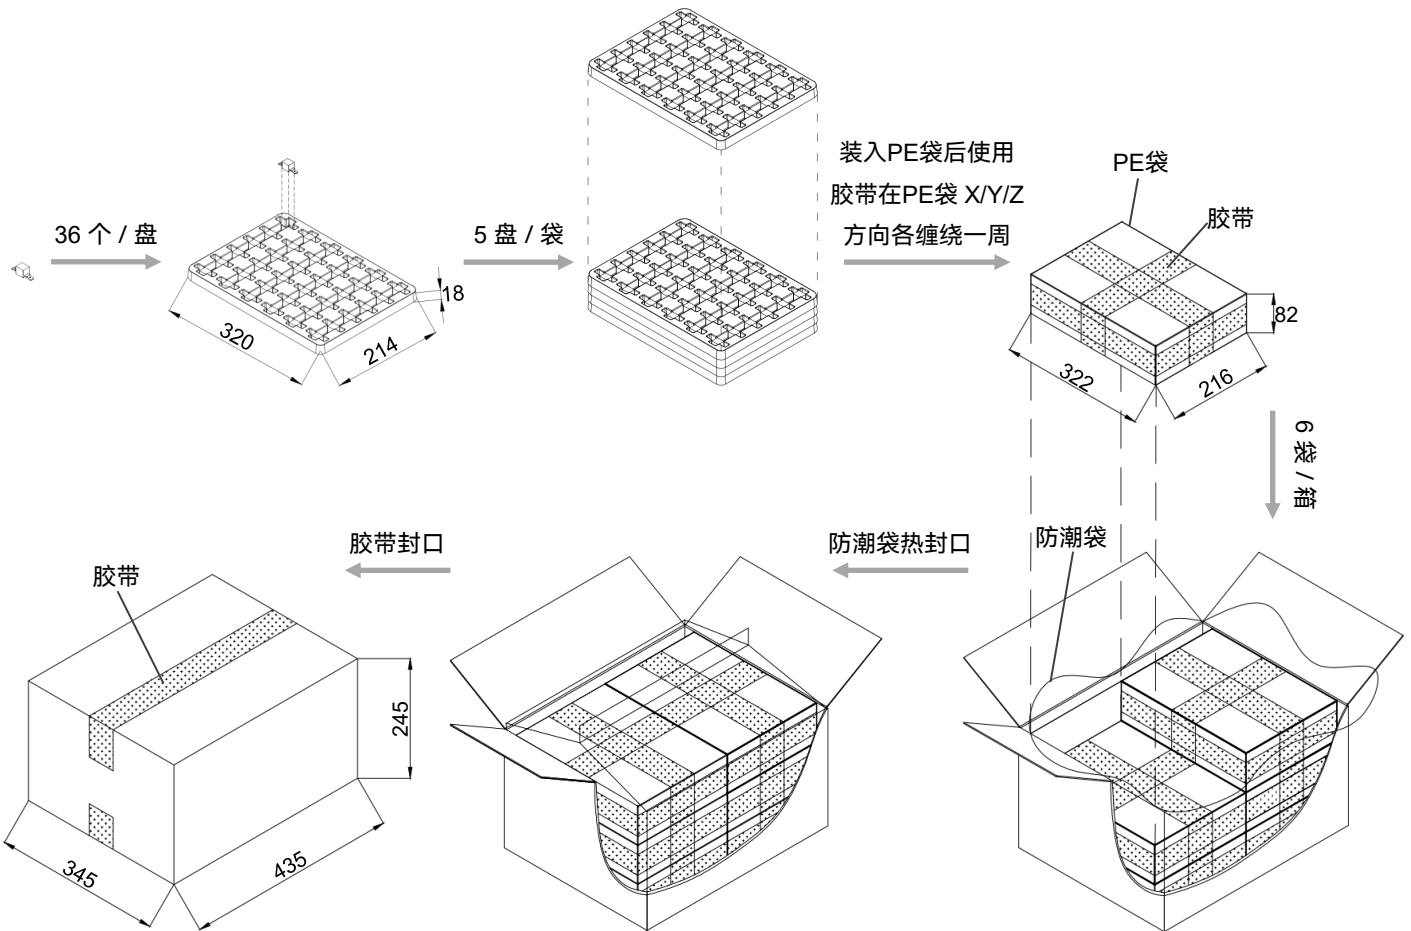 36 个 / 盘
320
214
18
5 盘 / 袋
装入PE袋后使用
胶带在PE袋 X/Y/Z
方向各缠绕一周
PE袋
胶带
82
322
216
6 袋 / 箱
防潮袋
防潮袋热封口
胶带封口
胶带
245
345
435